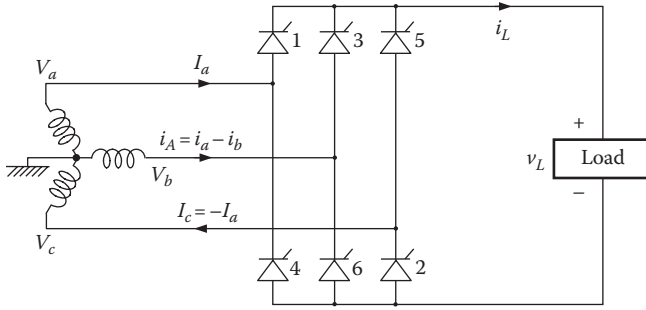 1 3 5
i_L
V_a
I_a
+
v_L Load
−
i_A = i_a − i_b
V_b
I_c = −I_a
V_c
4 6 2